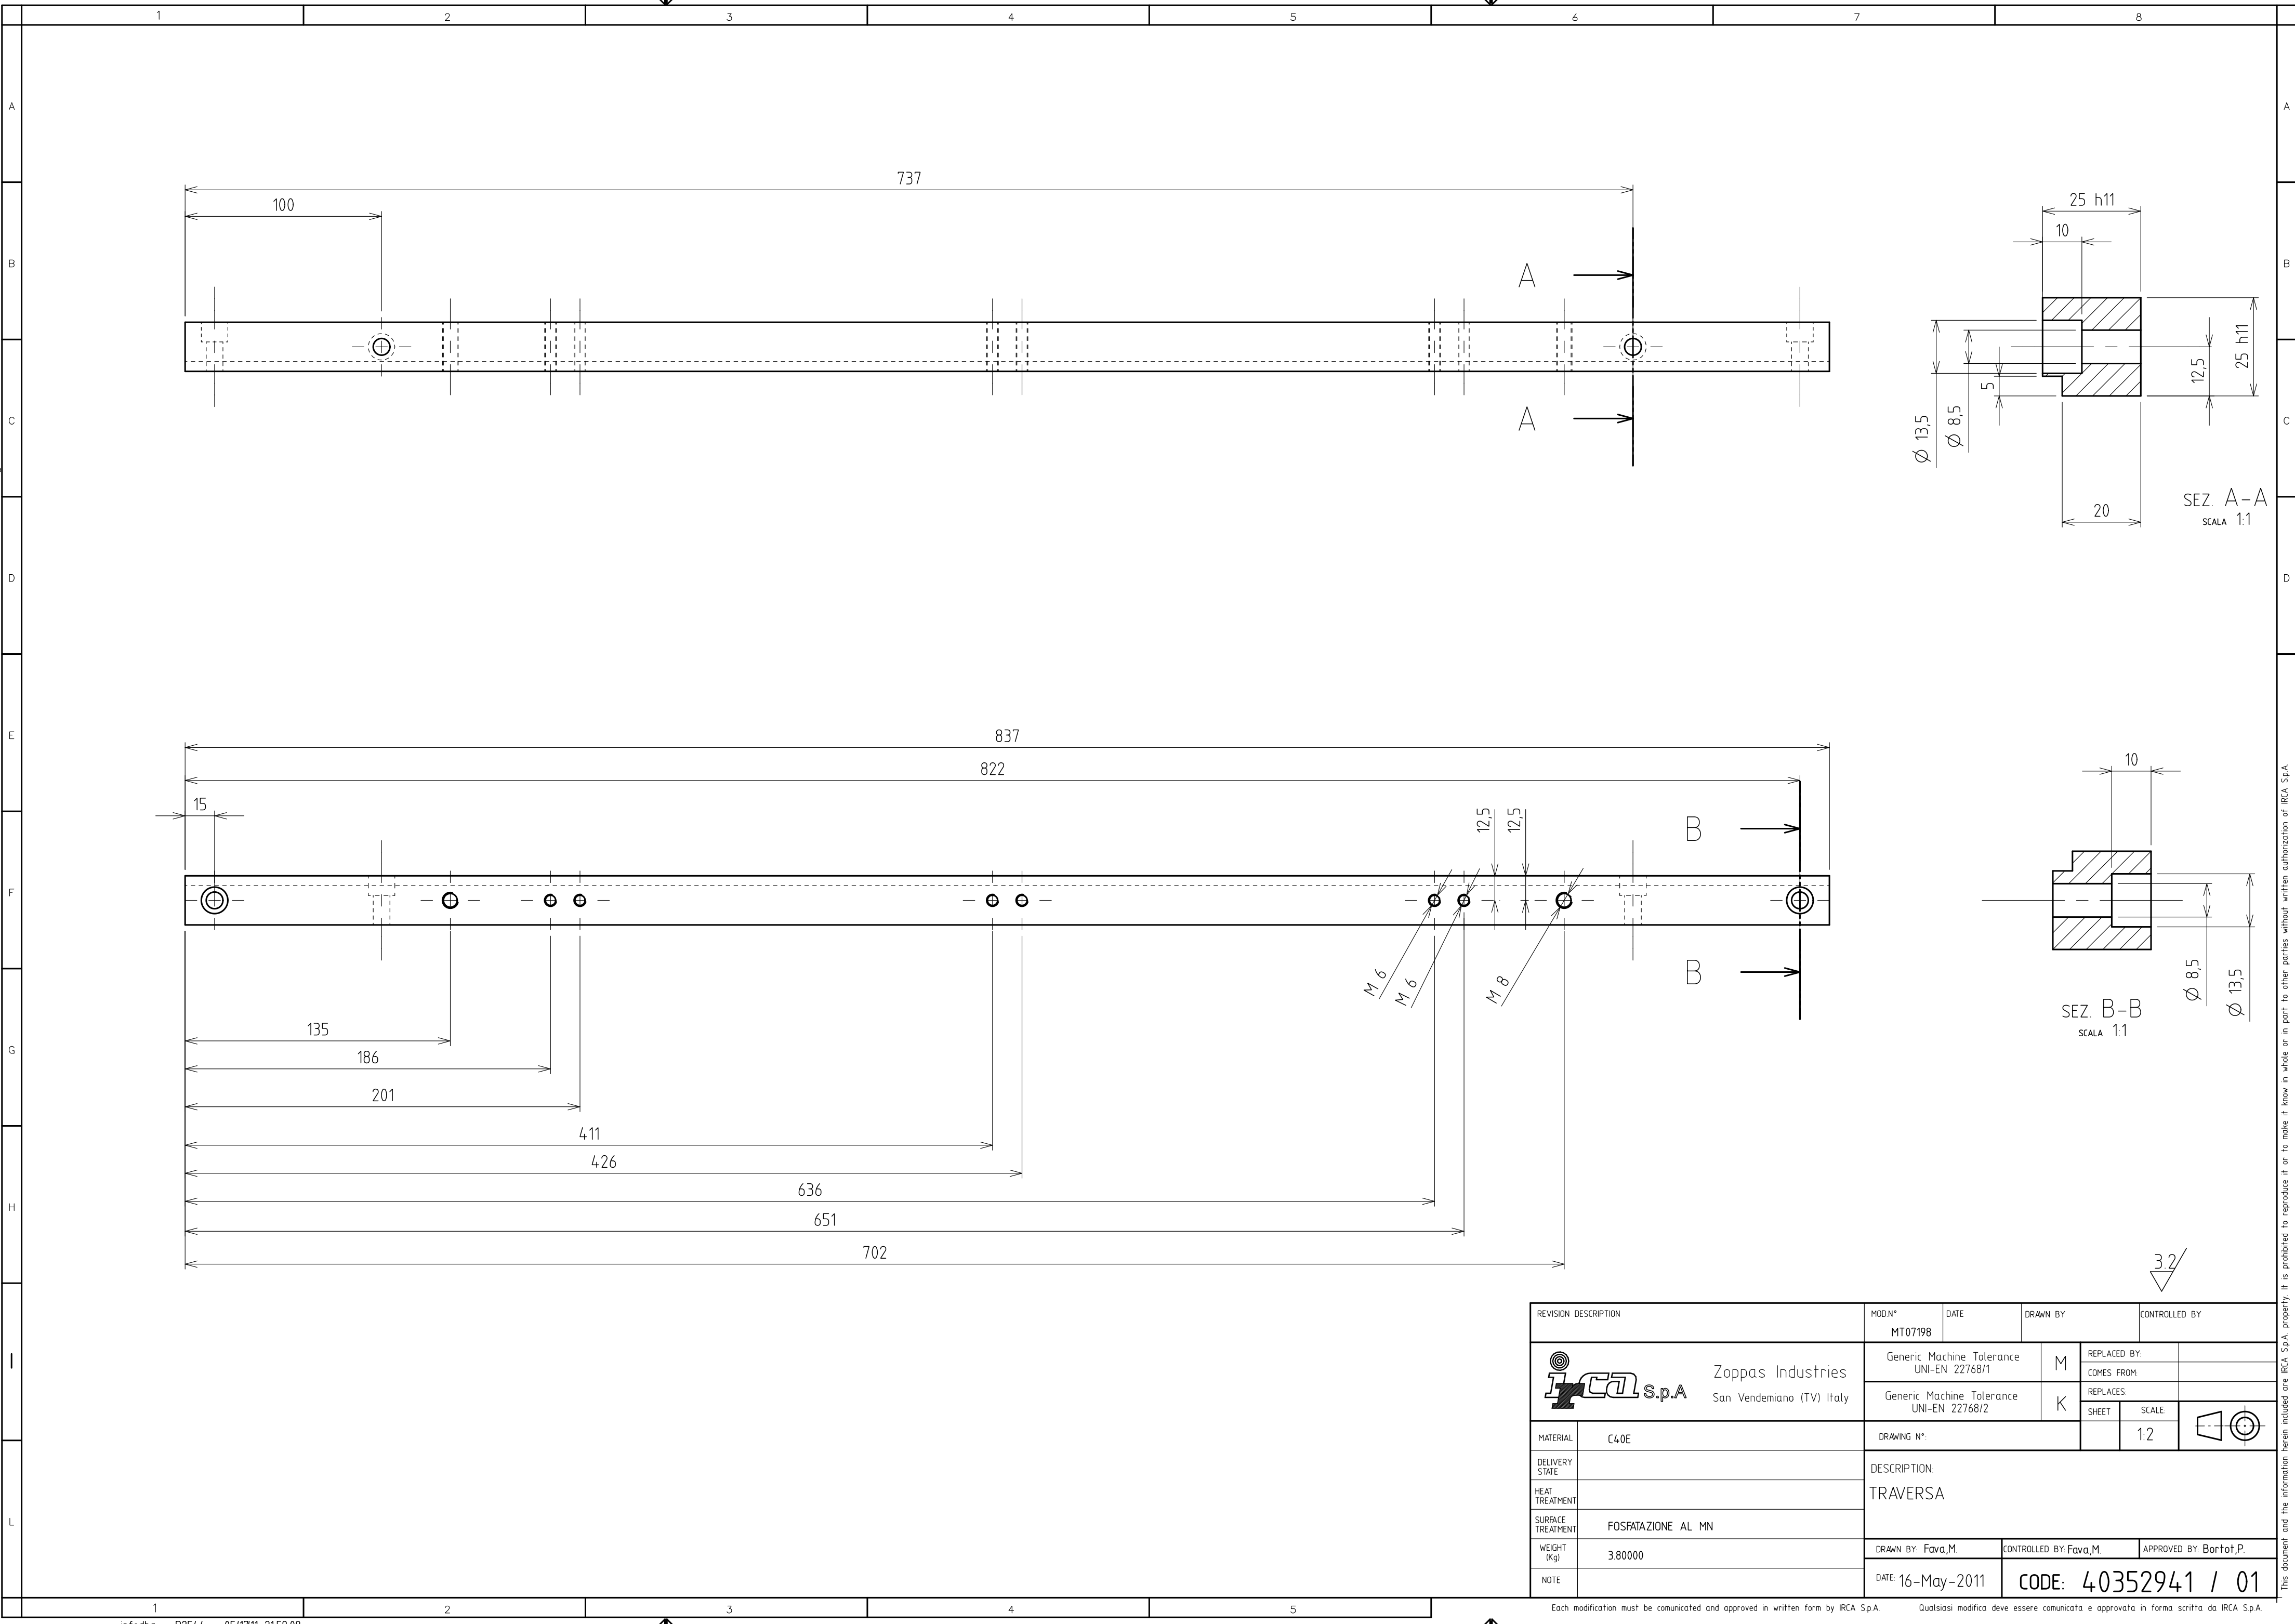 1 2 3 4 5 6 7 8
A A
737
100
25 h11
10
B B
A
Ø 13,5
Ø 8,5
5
12,5
25 h11
C C
A
20
SEZ. A-A
SCALA 1:1
D D
E
837
822
10
15
12,5
12,5
B
F
M 6
M 6
M 8
B
Ø 8,5
Ø 13,5
SEZ. B-B
SCALA 1:1
G
135
186
201
411
426
H
636
651
702
3.2
I
L
REVISION DESCRIPTION
MOD.N°
MT07198
DATE
DRAWN BY
CONTROLLED BY
irca S.p.A
Zoppas Industries
San Vendemiano (TV) Italy
Generic Machine Tolerance
UNI-EN 22768/1
M
Generic Machine Tolerance
UNI-EN 22768/2
K
REPLACED BY:
COMES FROM:
REPLACES:
SHEET
SCALE:
1:2
MATERIAL C40E
DRAWING N°:
DELIVERY
STATE
DESCRIPTION:
TRAVERSA
HEAT
TREATMENT
SURFACE
TREATMENT
FOSFATAZIONE AL MN
WEIGHT
(Kg)
3.80000
NOTE
DRAWN BY: Fava,M.
CONTROLLED BY: Fava,M.
APPROVED BY: Bortot,P.
DATE: 16-May-2011
CODE: 40352941 / 01
1 2 3 4 5
Each modification must be comunicated and approved in written form by IRCA S.p.A.
Qualsiasi modifica deve essere comunicata e approvata in forma scritta da IRCA S.p.A.
This document and the information herein included are IRCA S.p.A. property. It is prohibited to reproduce it or to make it know in whole or in part to other parties without written authorization of IRCA S.p.A.